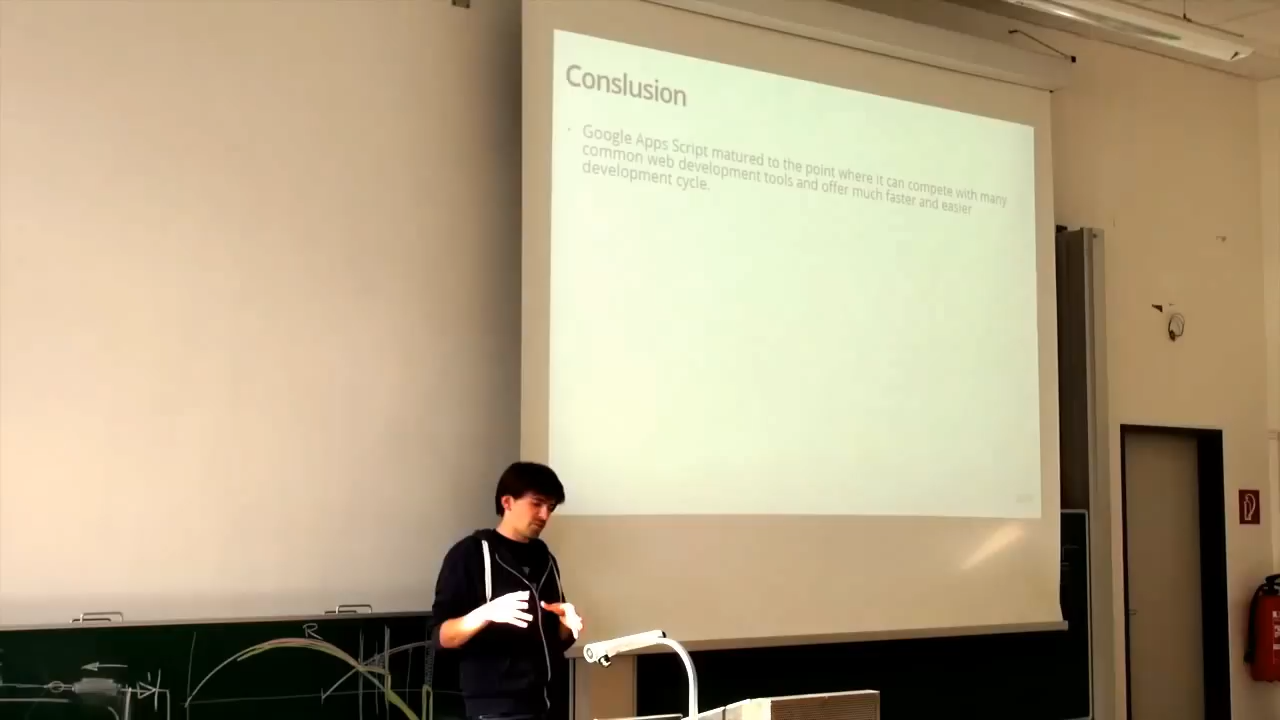 Conslusion
Google Apps Script matured to the point where it can compete with many
common web development tools and offer much faster and easier
development cycle.
R